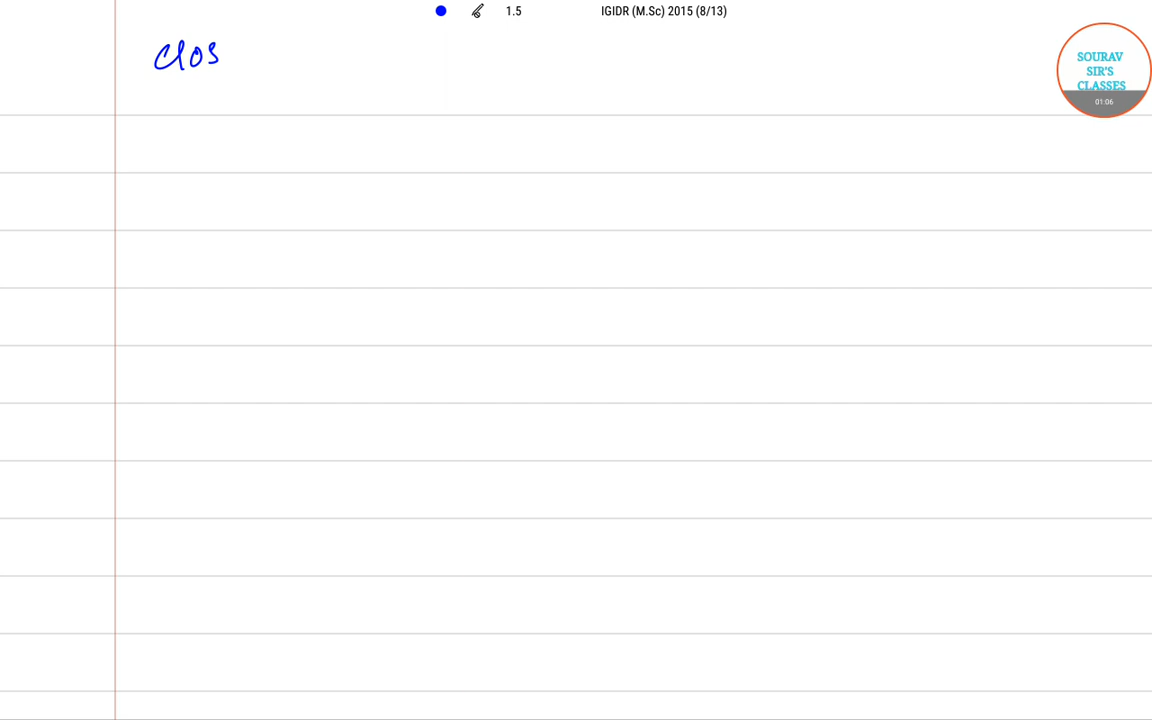 1.5 IGIDR (M.Sc) 2015 (8/13)
clos
SOURAV
SIR'S
CLASSES
01:06